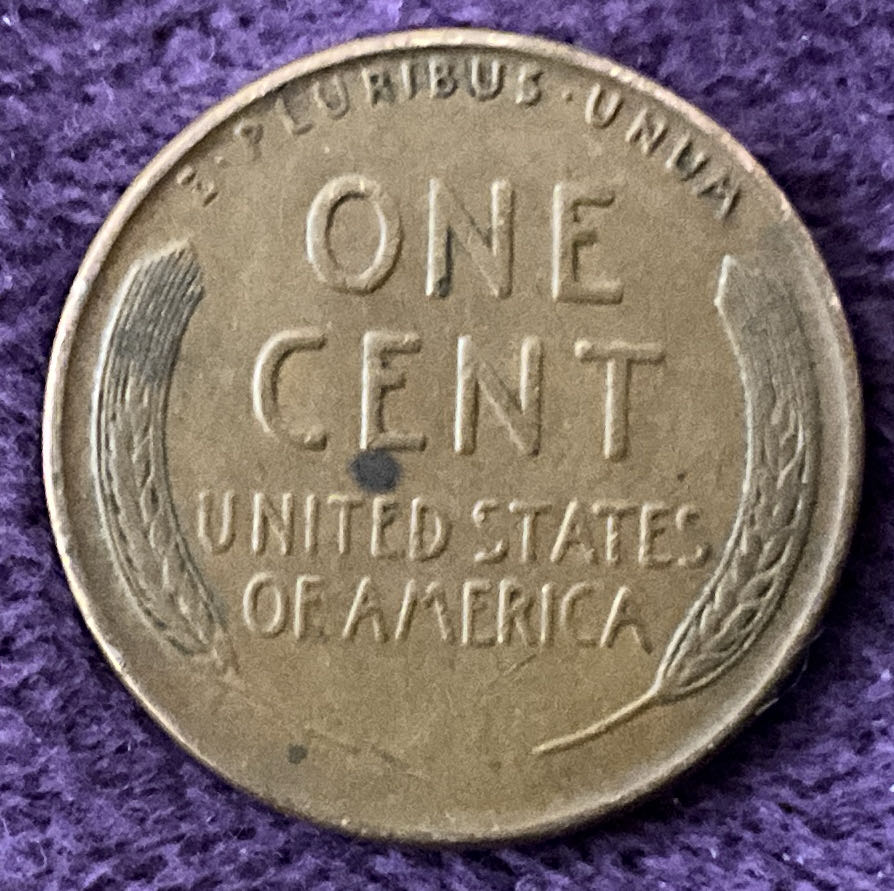 E·PLURIBUS·UNUM
ONE
CENT
UNITED STATES
OF AMERICA